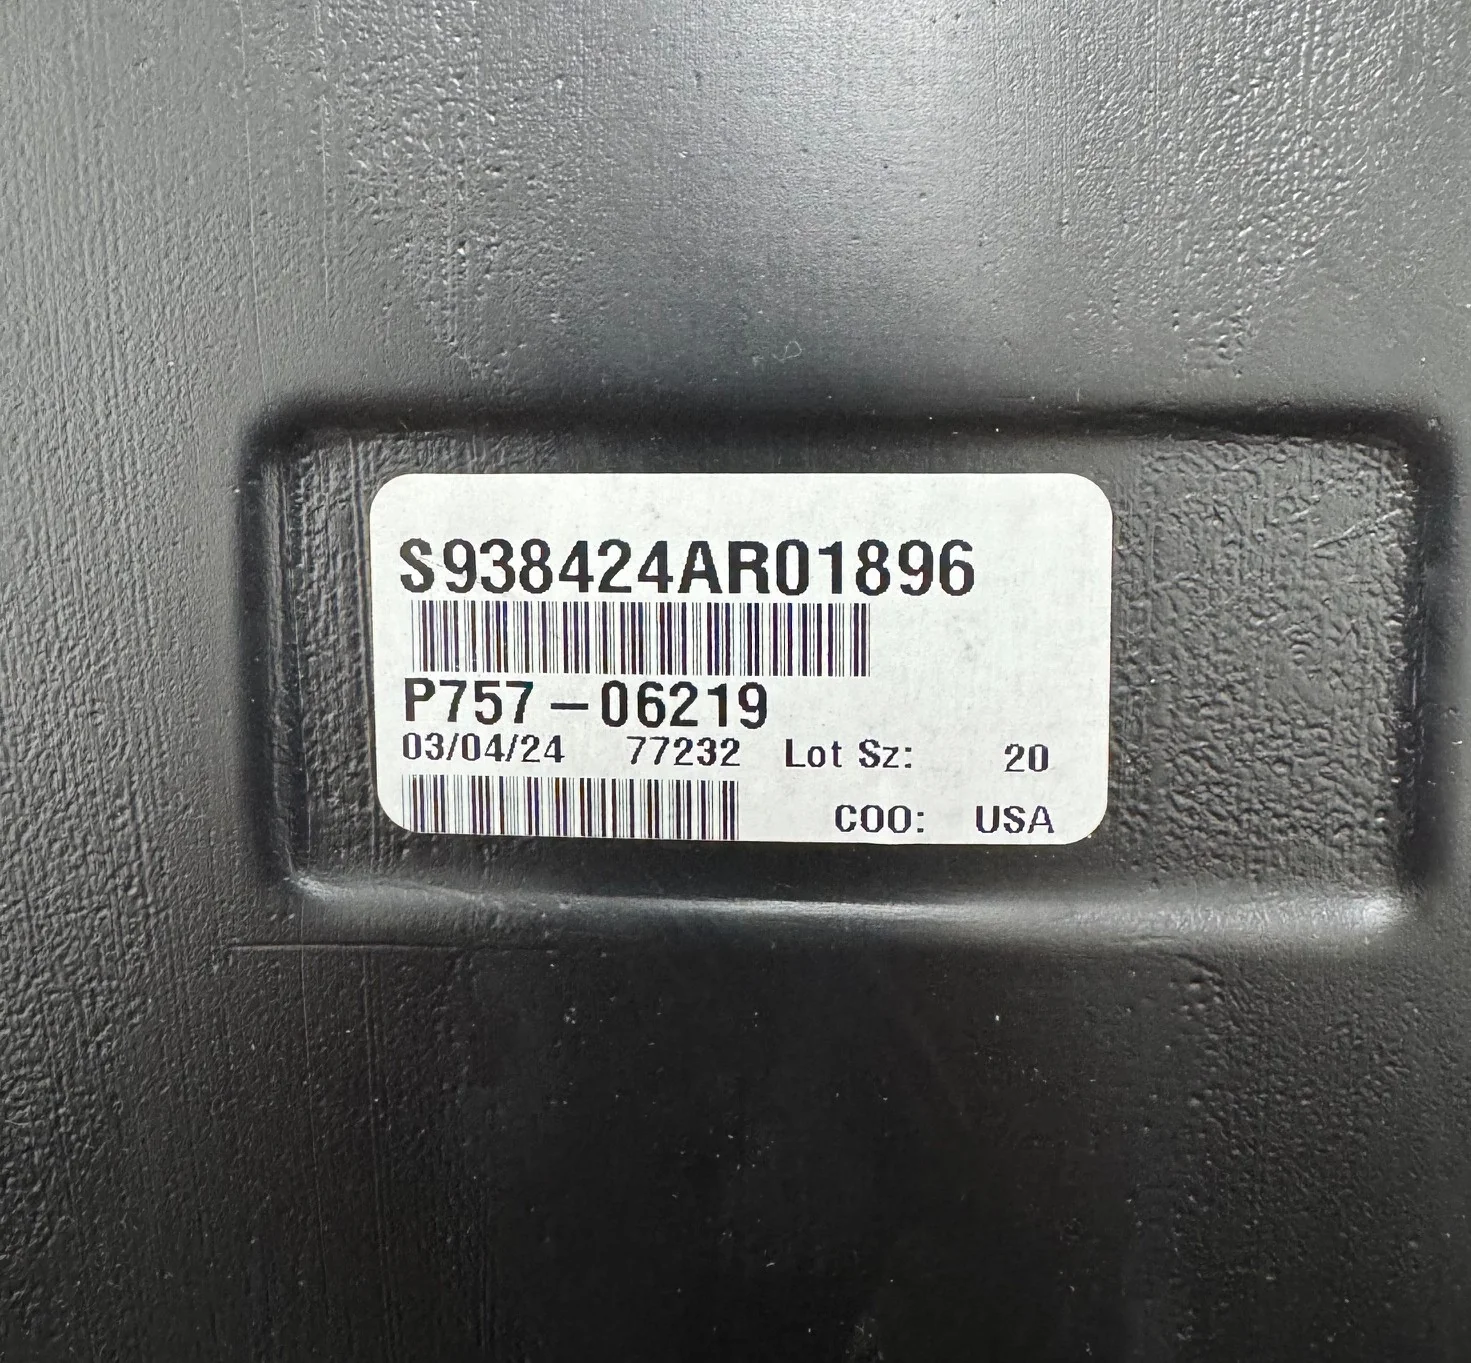 S938424AR01896
P757-06219
03/04/24 77232 Lot Sz: 20
COO: USA